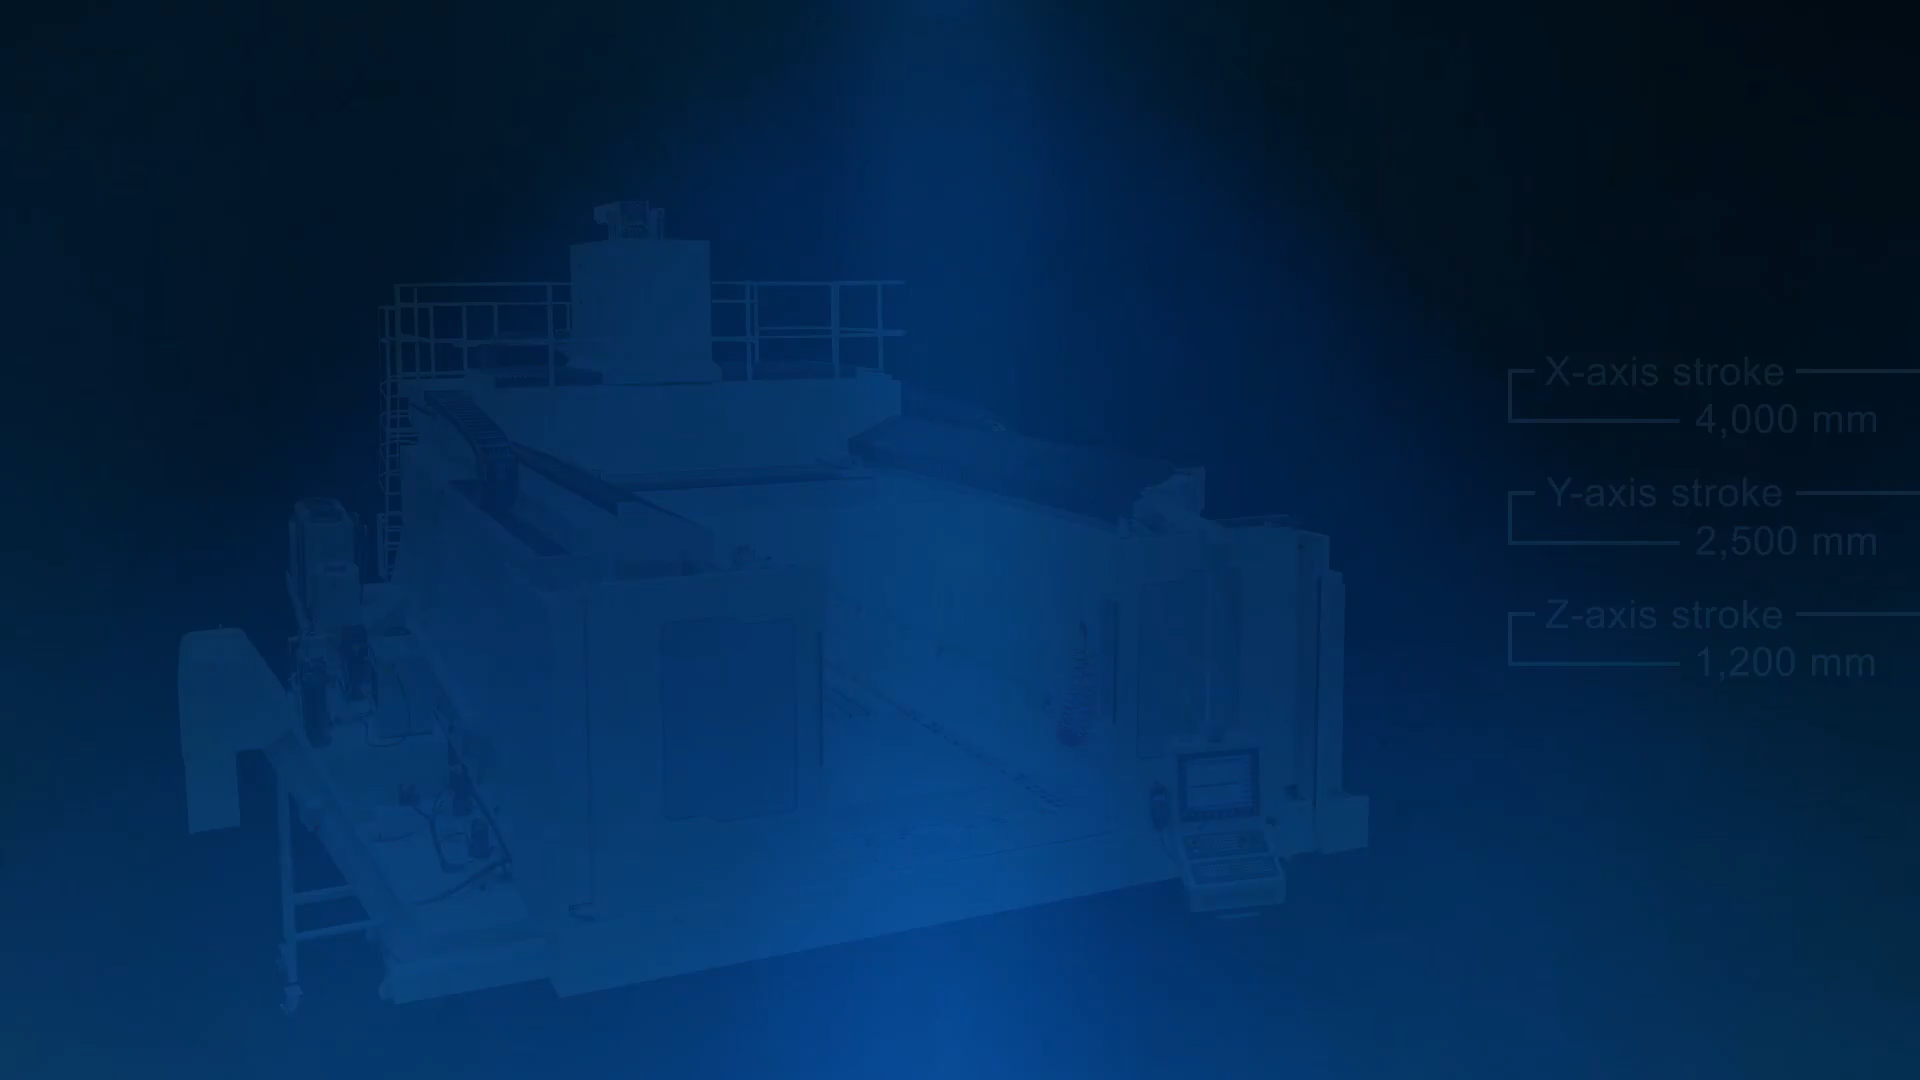 X-axis stroke
4,000 mm
Y-axis stroke
2,500 mm
Z-axis stroke
1,200 mm